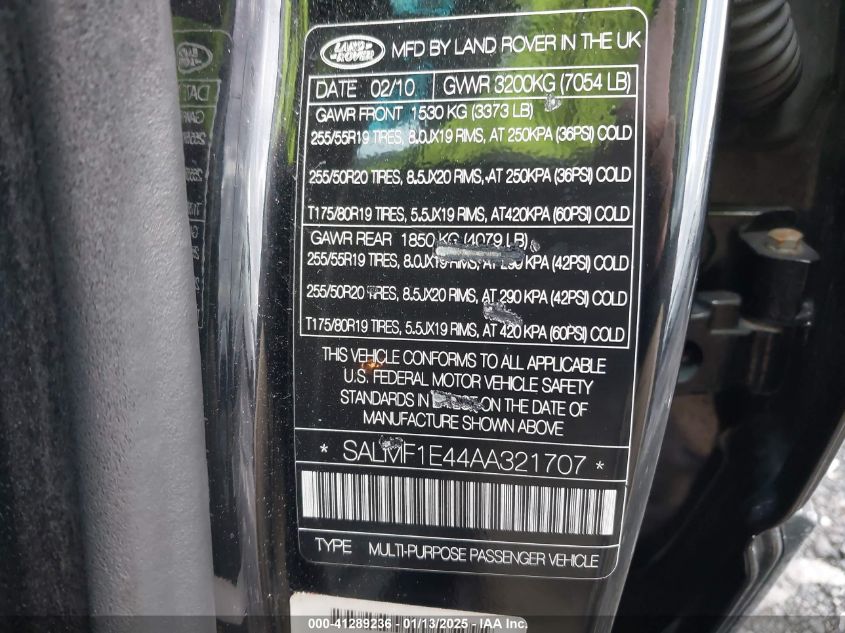 LAND ROVER
MFD BY LAND ROVER IN THE UK
DATE 02/10 GWWR 3200KG (7054 LB)
GAWR FRONT 1530 KG (3373 LB)
255/55R19 TIRES, 8.0JX19 RIMS, AT 250KPA (36PSI) COLD
255/50R20 TIRES, 8.5JX20 RIMS, AT 250KPA (36PSI) COLD
T175/80R19 TIRES, 5.5JX19 RIMS, AT420KPA (60PSI) COLD
GAWR REAR 1850 KG (4079 LB)
255/55R19 TIRES, 8.0JX19 RIMS, AT 290 KPA (42PSI) COLD
255/50R20 TIRES, 8.5JX20 RIMS, AT 290 KPA (42PSI) COLD
T175/80R19 TIRES, 5.5JX19 RIMS, AT 420 KPA (60PSI) COLD
THIS VEHICLE CONFORMS TO ALL APPLICABLE
U.S. FEDERAL MOTOR VEHICLE SAFETY
STANDARDS IN ON THE DATE OF
MANUFACTURE SHOWN ABOVE
* SALMF1E44AA321707 *
TYPE MULTI-PURPOSE PASSENGER VEHICLE
000-41289236 - 01/13/2025 - IAA Inc.